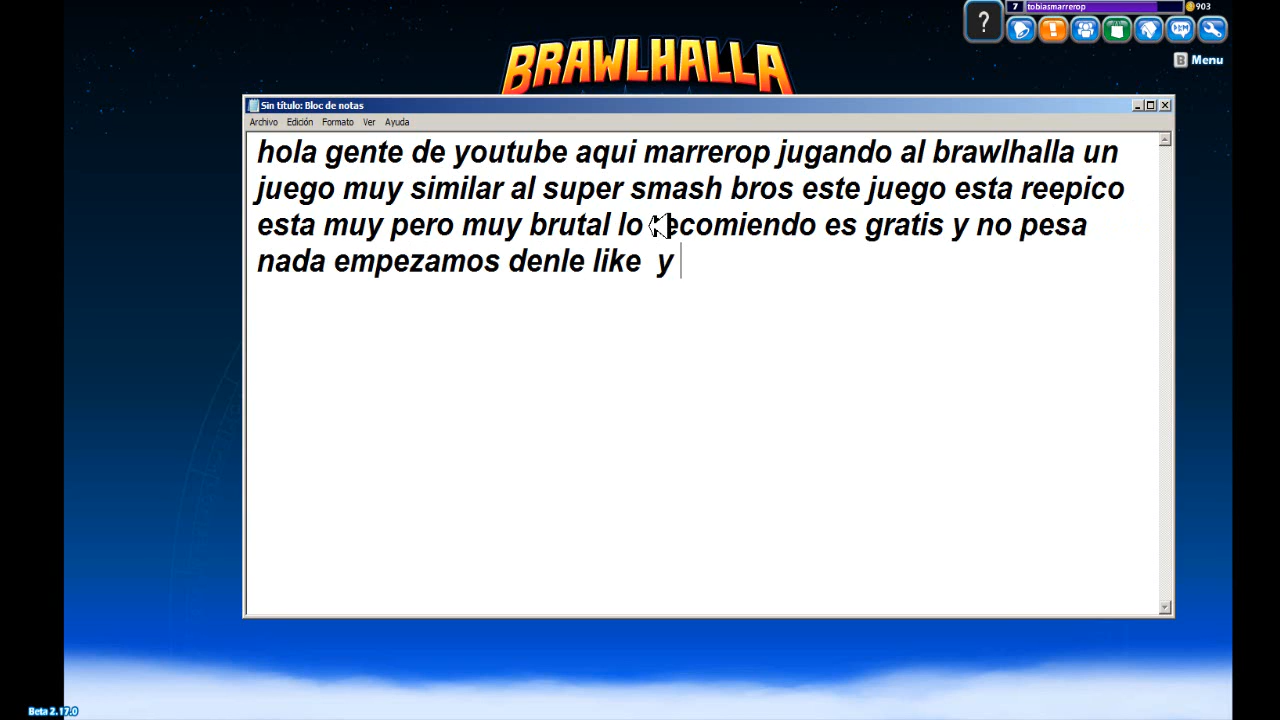 7 tobiasmarrerop 903
?
BRAWLHALLA
B Menu
Sin título: Bloc de notas
Archivo Edición Formato Ver Ayuda
hola gente de youtube aqui marrerop jugando al brawlhalla un
juego muy similar al super smash bros este juego esta reepico
esta muy pero muy brutal lo recomiendo es gratis y no pesa
nada empezamos denle like  y
Beta 2.17.0